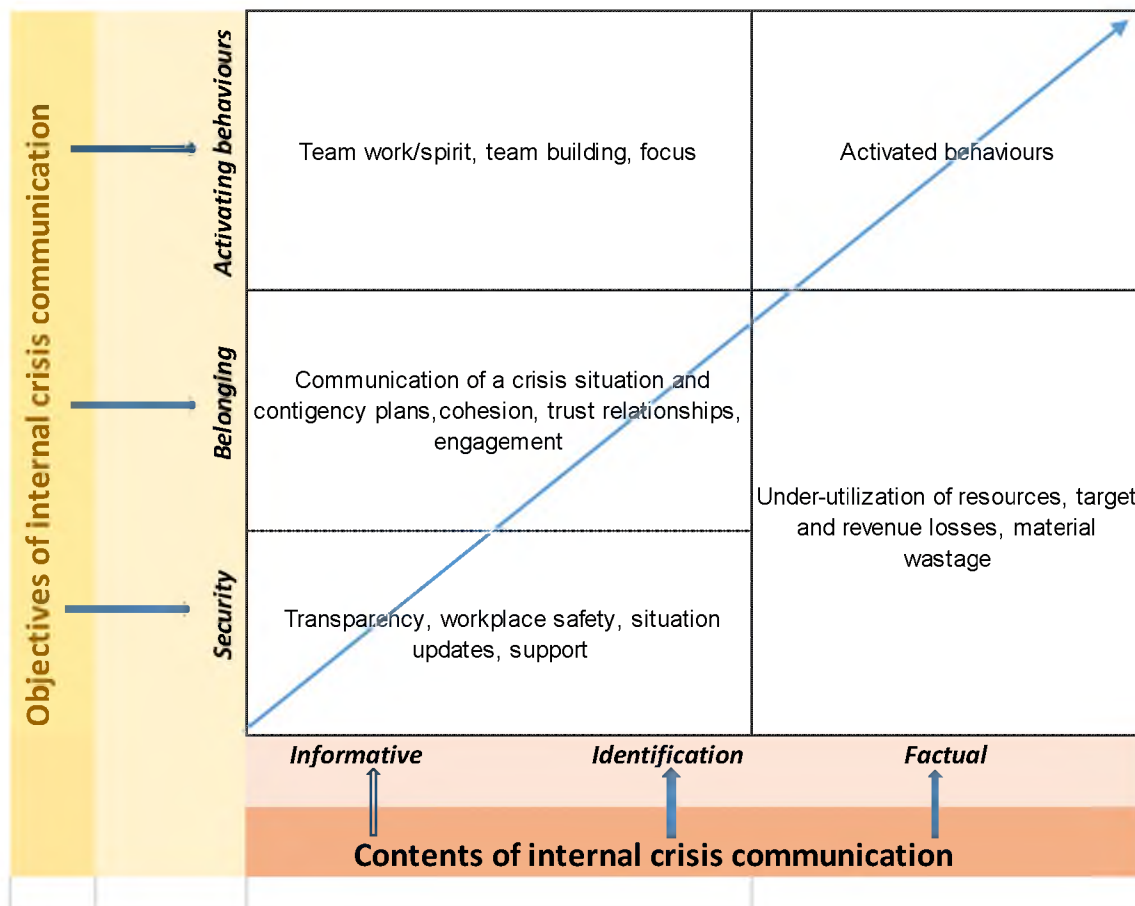 Objectives of internal crisis communication
Activating behaviours
Team work/spirit, team building, focus
Activated behaviours
Belonging
Communication of a crisis situation and
contigency plans, cohesion, trust relationships,
engagement
Under-utilization of resources, target
and revenue losses, material
wastage
Security
Transparency, workplace safety, situation
updates, support
Informative
Identification
Factual
Contents of internal crisis communication